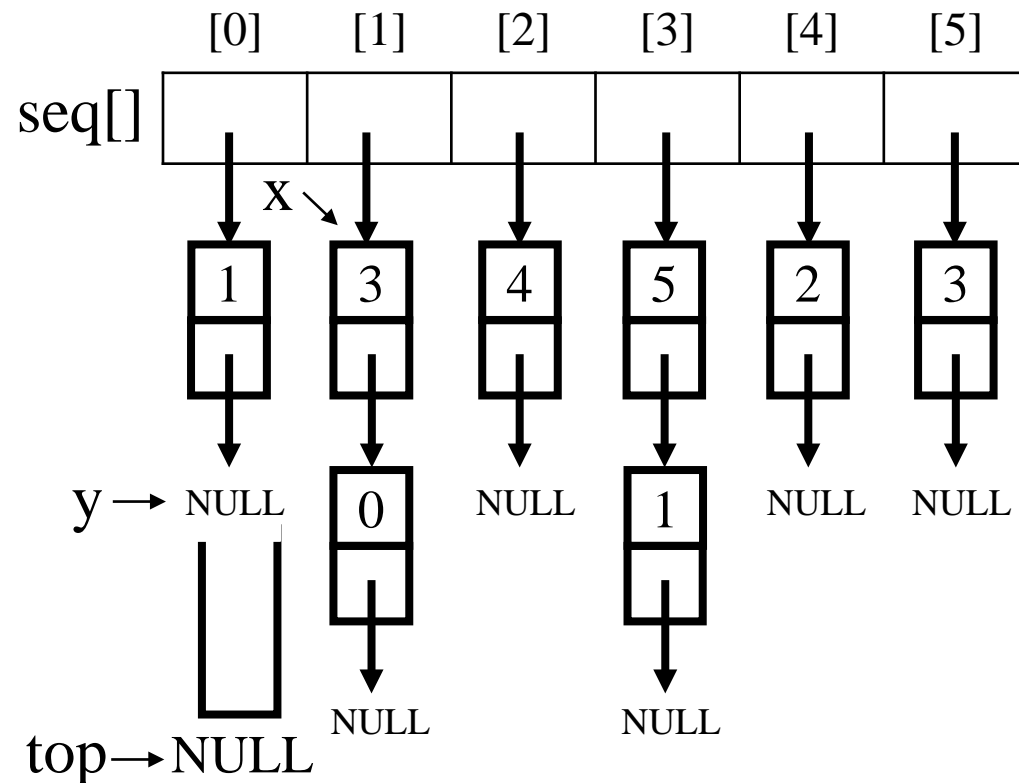 [0] [1] [2] [3] [4] [5]
seq[]
x
1 3 4 5 2 3
y NULL 0 NULL 1 NULL NULL
NULL NULL
top NULL